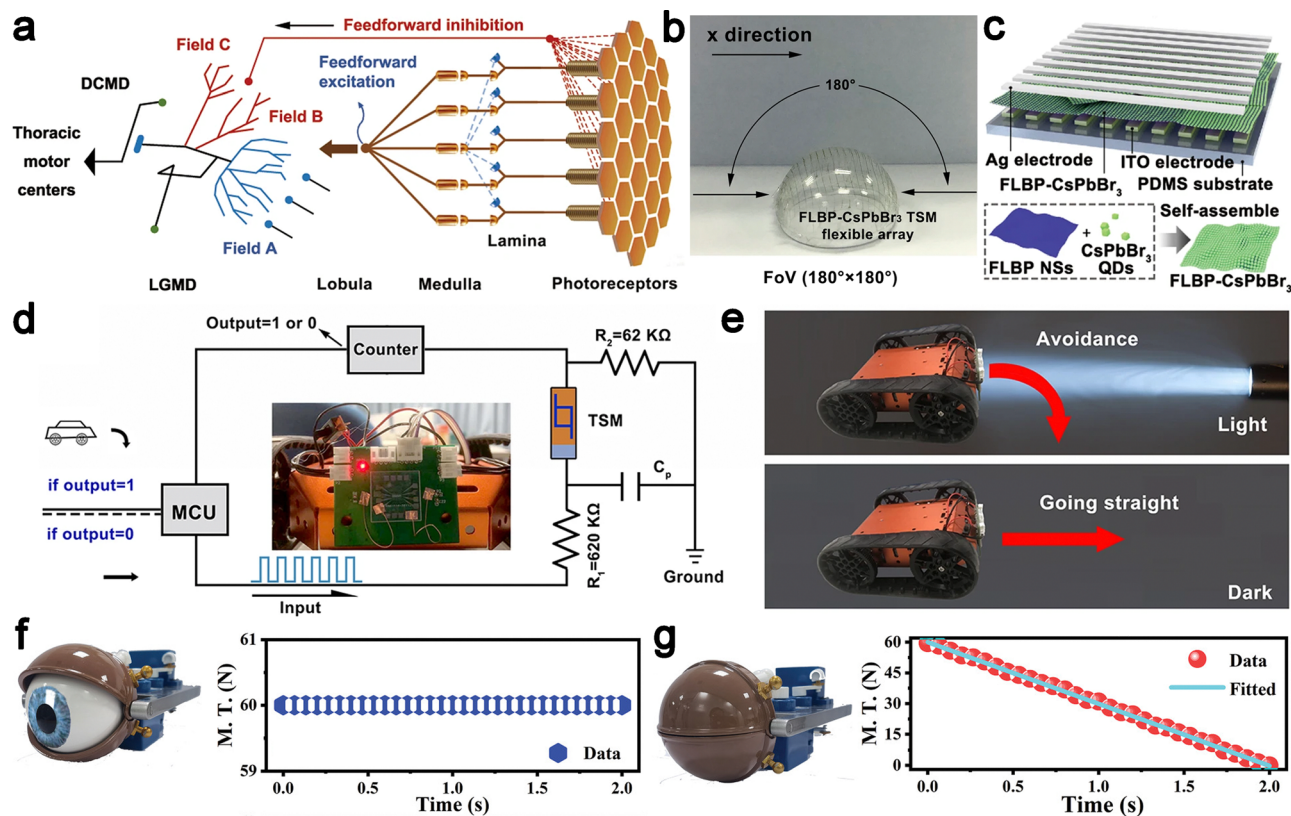 a
Feedforward inihibition
Field C
Feedforward
excitation
DCMD
Field B
Thoracic
motor
centers
Field A
Lamina
LGMD
Lobula
Medulla
Photoreceptors
b
x direction
180°
FLBP-CsPbBr₃ TSM
flexible array
FoV (180°×180°)
c
Ag electrode
ITO electrode
FLBP-CsPbBr₃
PDMS substrate
Self-assemble
+
CsPbBr₃
FLBP NSs
QDs
FLBP-CsPbBr₃
d
Output=1 or 0
Counter
R₂=62 KΩ
TSM
Cₚ
if output=1
MCU
if output=0
R₁=620 KΩ
Ground
Input
e
Avoidance
Light
Going straight
Dark
f
61
60
59
M. T. (N)
Data
0.0 0.5 1.0 1.5 2.0
Time (s)
g
60
45
30
15
0
M. T. (N)
Data
Fitted
0.0 0.5 1.0 1.5 2.0
Time (s)